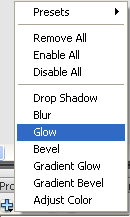 Presets
Remove All
Enable All
Disable All
Drop Shadow
Blur
Glow
Bevel
Gradient Glow
Gradient Bevel
Adjust Color